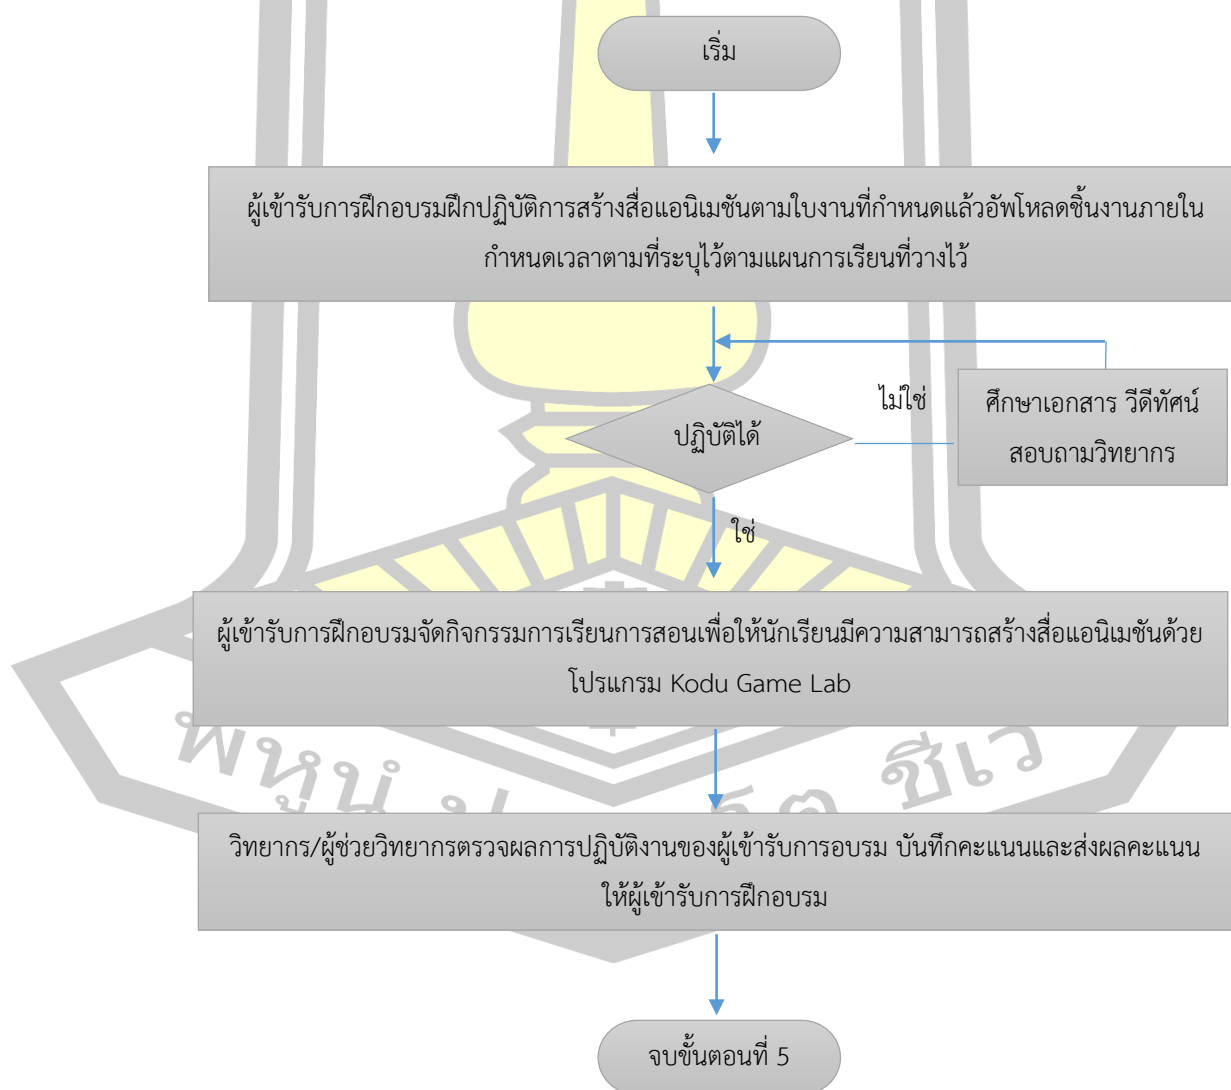 เริ่ม
ผู้เข้ารับการฝึกอบรมฝึกปฏิบัติการสร้างสื่อแอนิเมชันตามใบงานที่กำหนดแล้วอัพโหลดชิ้นงานภายใน
กำหนดเวลาตามที่ระบุไว้ตามแผนการเรียนที่วางไว้
ปฏิบัติได้
ไม่ใช่
ศึกษาเอกสาร วีดีทัศน์
สอบถามวิทยากร
ใช่
ผู้เข้ารับการฝึกอบรมจัดกิจกรรมการเรียนการสอนเพื่อให้นักเรียนมีความสามารถสร้างสื่อแอนิเมชันด้วย
โปรแกรม Kodu Game Lab
พหูนํ
ชีเว
วิทยากร/ผู้ช่วยวิทยากรตรวจผลการปฏิบัติงานของผู้เข้ารับการอบรม บันทึกคะแนนและส่งผลคะแนน
ให้ผู้เข้ารับการฝึกอบรม
จบขั้นตอนที่ 5